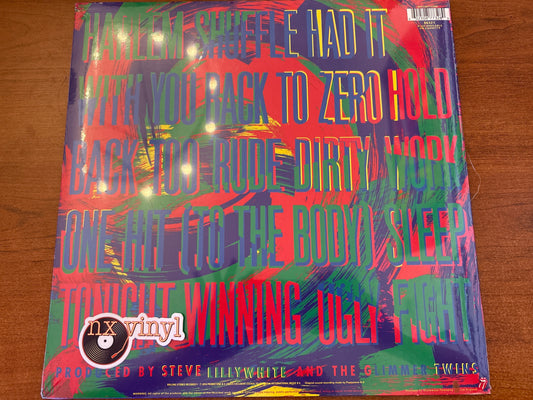 HARLEM SHUFFLE HAD IT
WITH YOU BACK TO ZERO HOLD
BACK TOO RUDE DIRTY WORK
ONE HIT (TO THE BODY) SLEEP
TONIGHT WINNING UGLY FIGHT
nx vinyl
PRODUCED BY STEVE LILLYWHITE AND THE GLIMMER TWINS